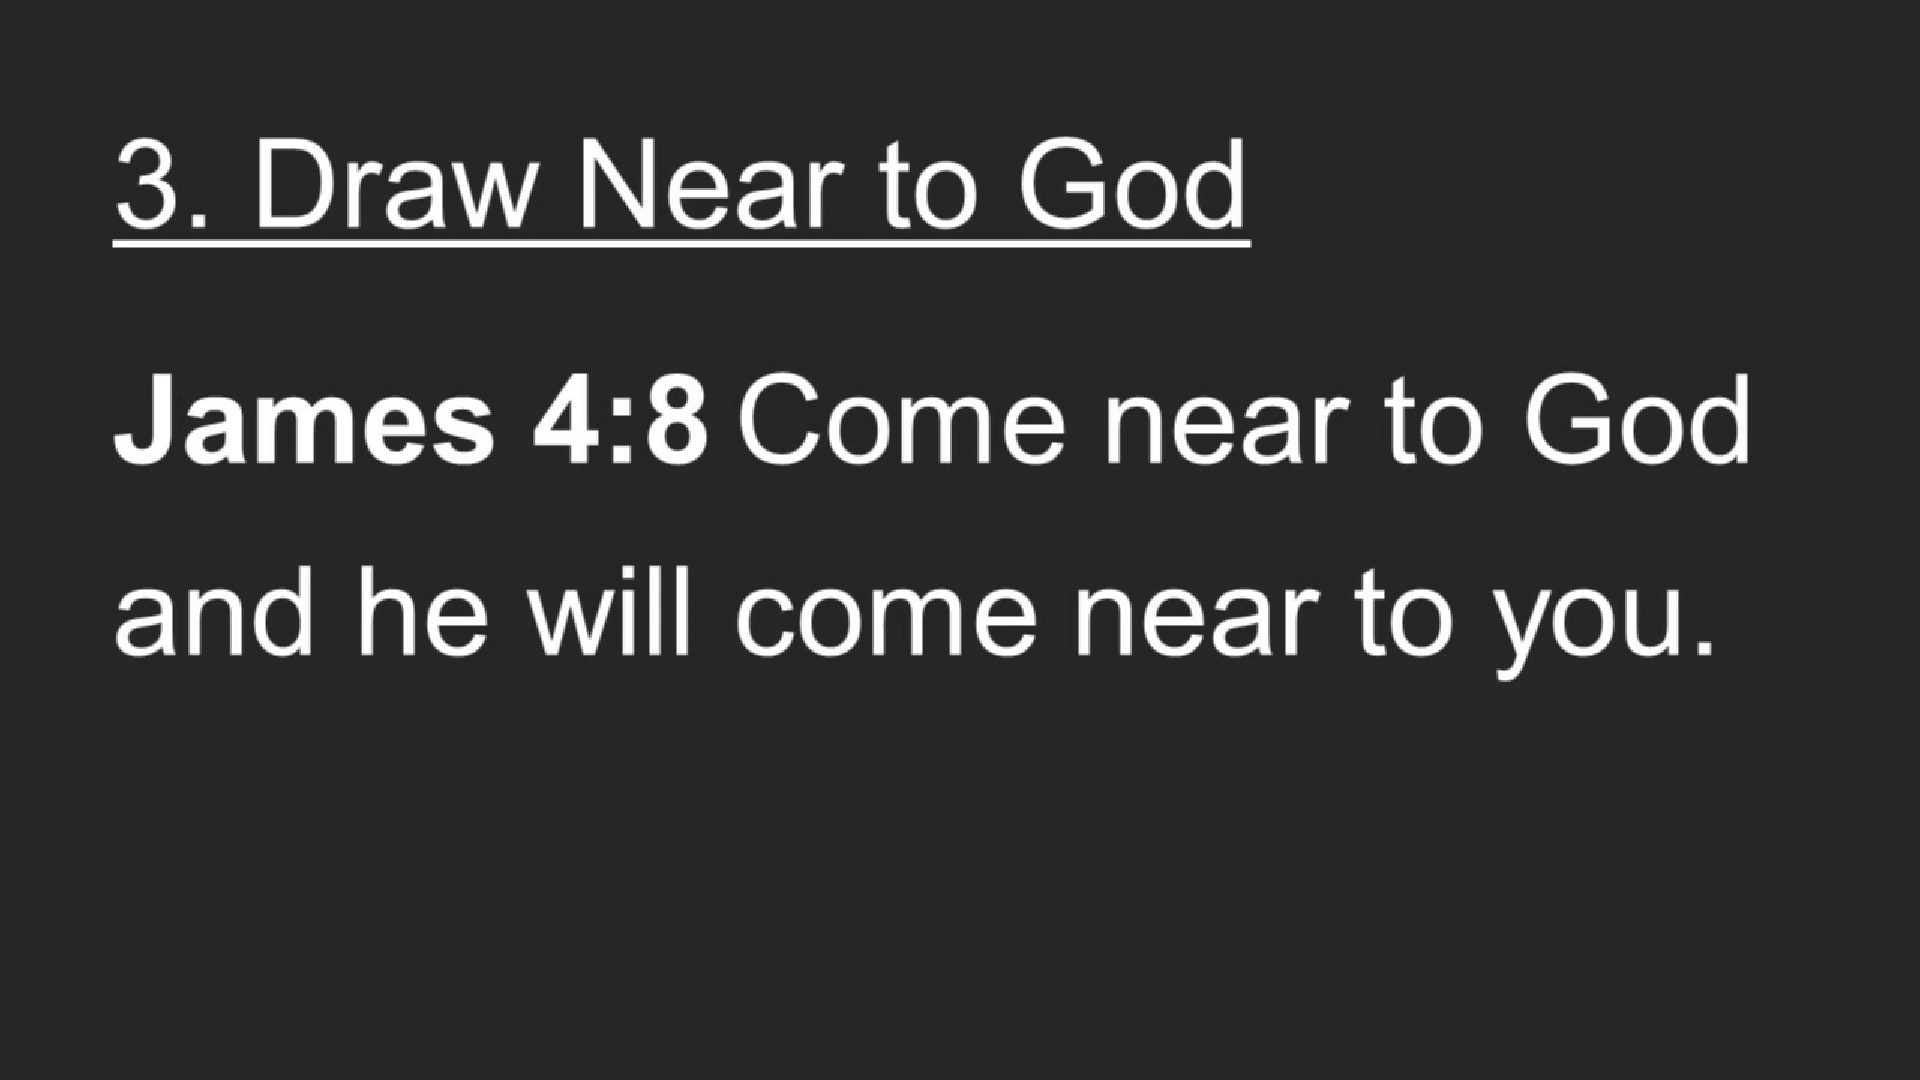 3. Draw Near to God
James 4:8 Come near to God
and he will come near to you.